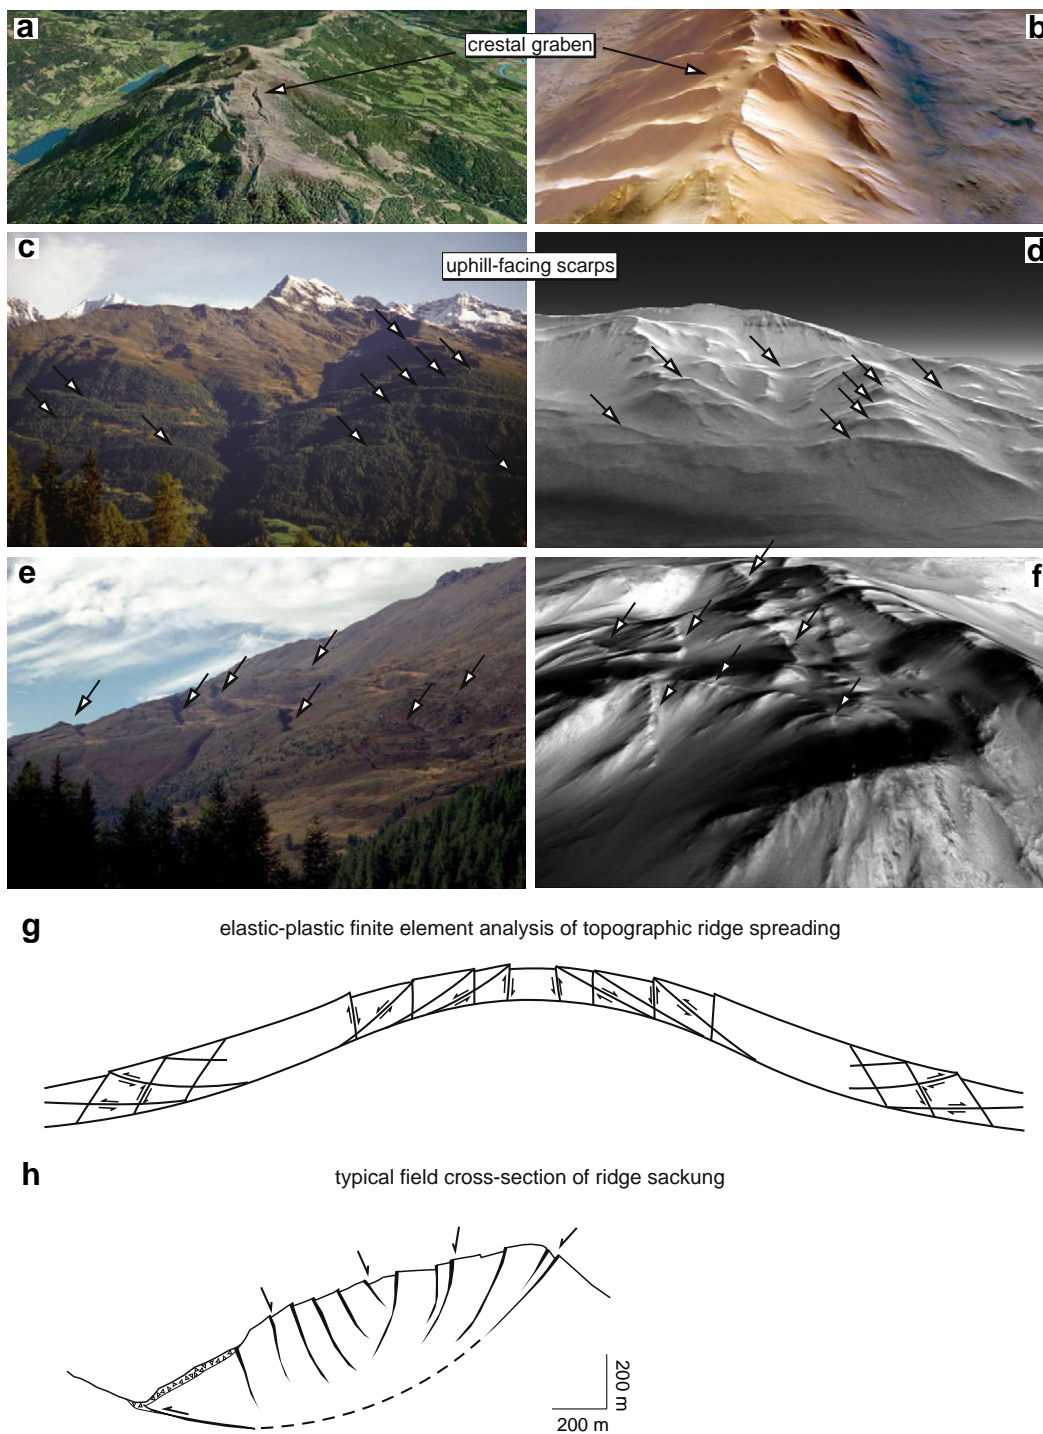 a
b
crestal graben
c
d
uphill-facing scarps
e
f
g
elastic-plastic finite element analysis of topographic ridge spreading
h
typical field cross-section of ridge sackung
200 m
200 m